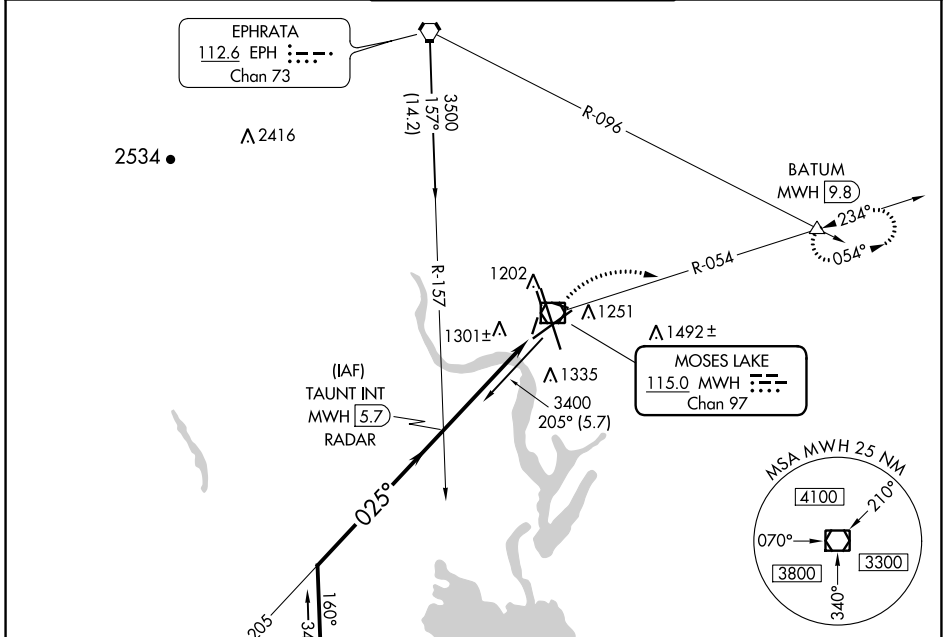 EPHRATA
112.6 EPH
Chan 73
3500
157°
(14.2)
R-096
2416
2534
BATUM
MWH 9.8
234°
054°
R-054
R-157
1202
1251
1301±
1492±
MOSES LAKE
115.0 MWH
Chan 97
(IAF)
TAUNT INT
MWH 5.7
RADAR
1335
3400
205° (5.7)
025°
MSA MWH 25 NM
4100
210°
070°
3800
3300
340°
160°
205